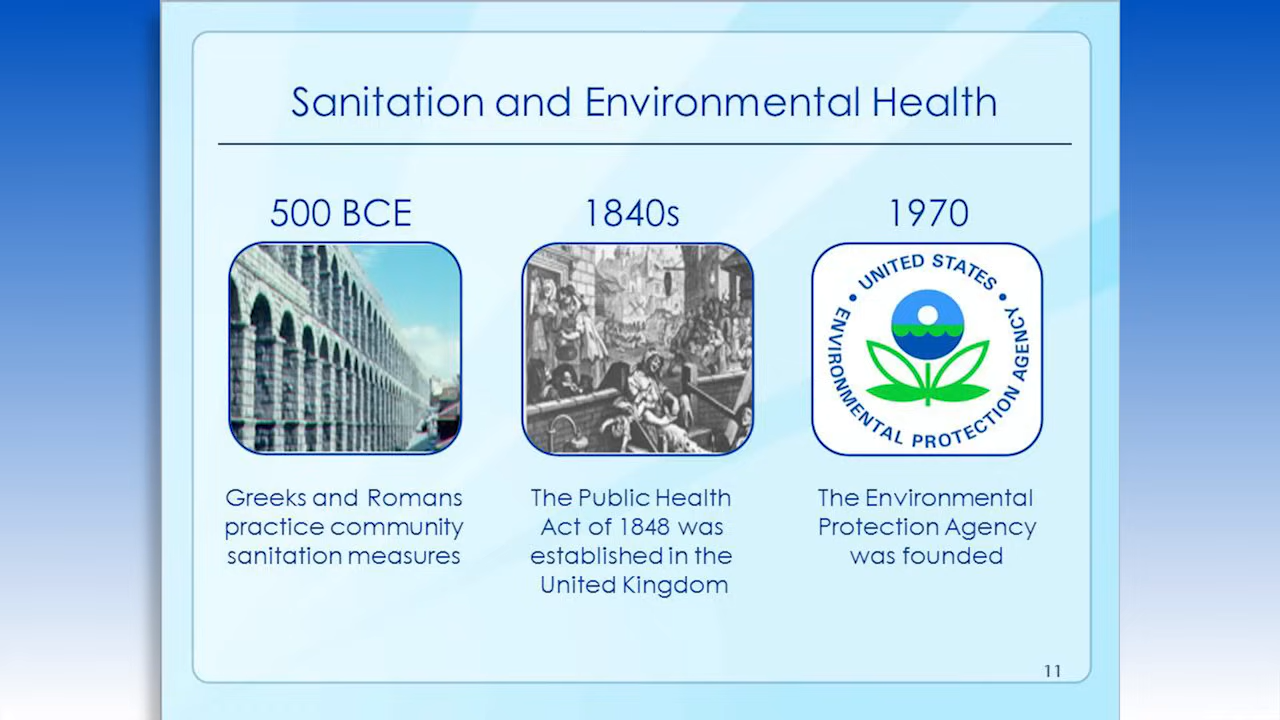 Sanitation and Environmental Health
500 BCE
Greeks and Romans
practice community
sanitation measures
1840s
The Public Health
Act of 1848 was
established in the
United Kingdom
1970
UNITED STATES
ENVIRONMENTAL PROTECTION AGENCY
The Environmental
Protection Agency
was founded
11